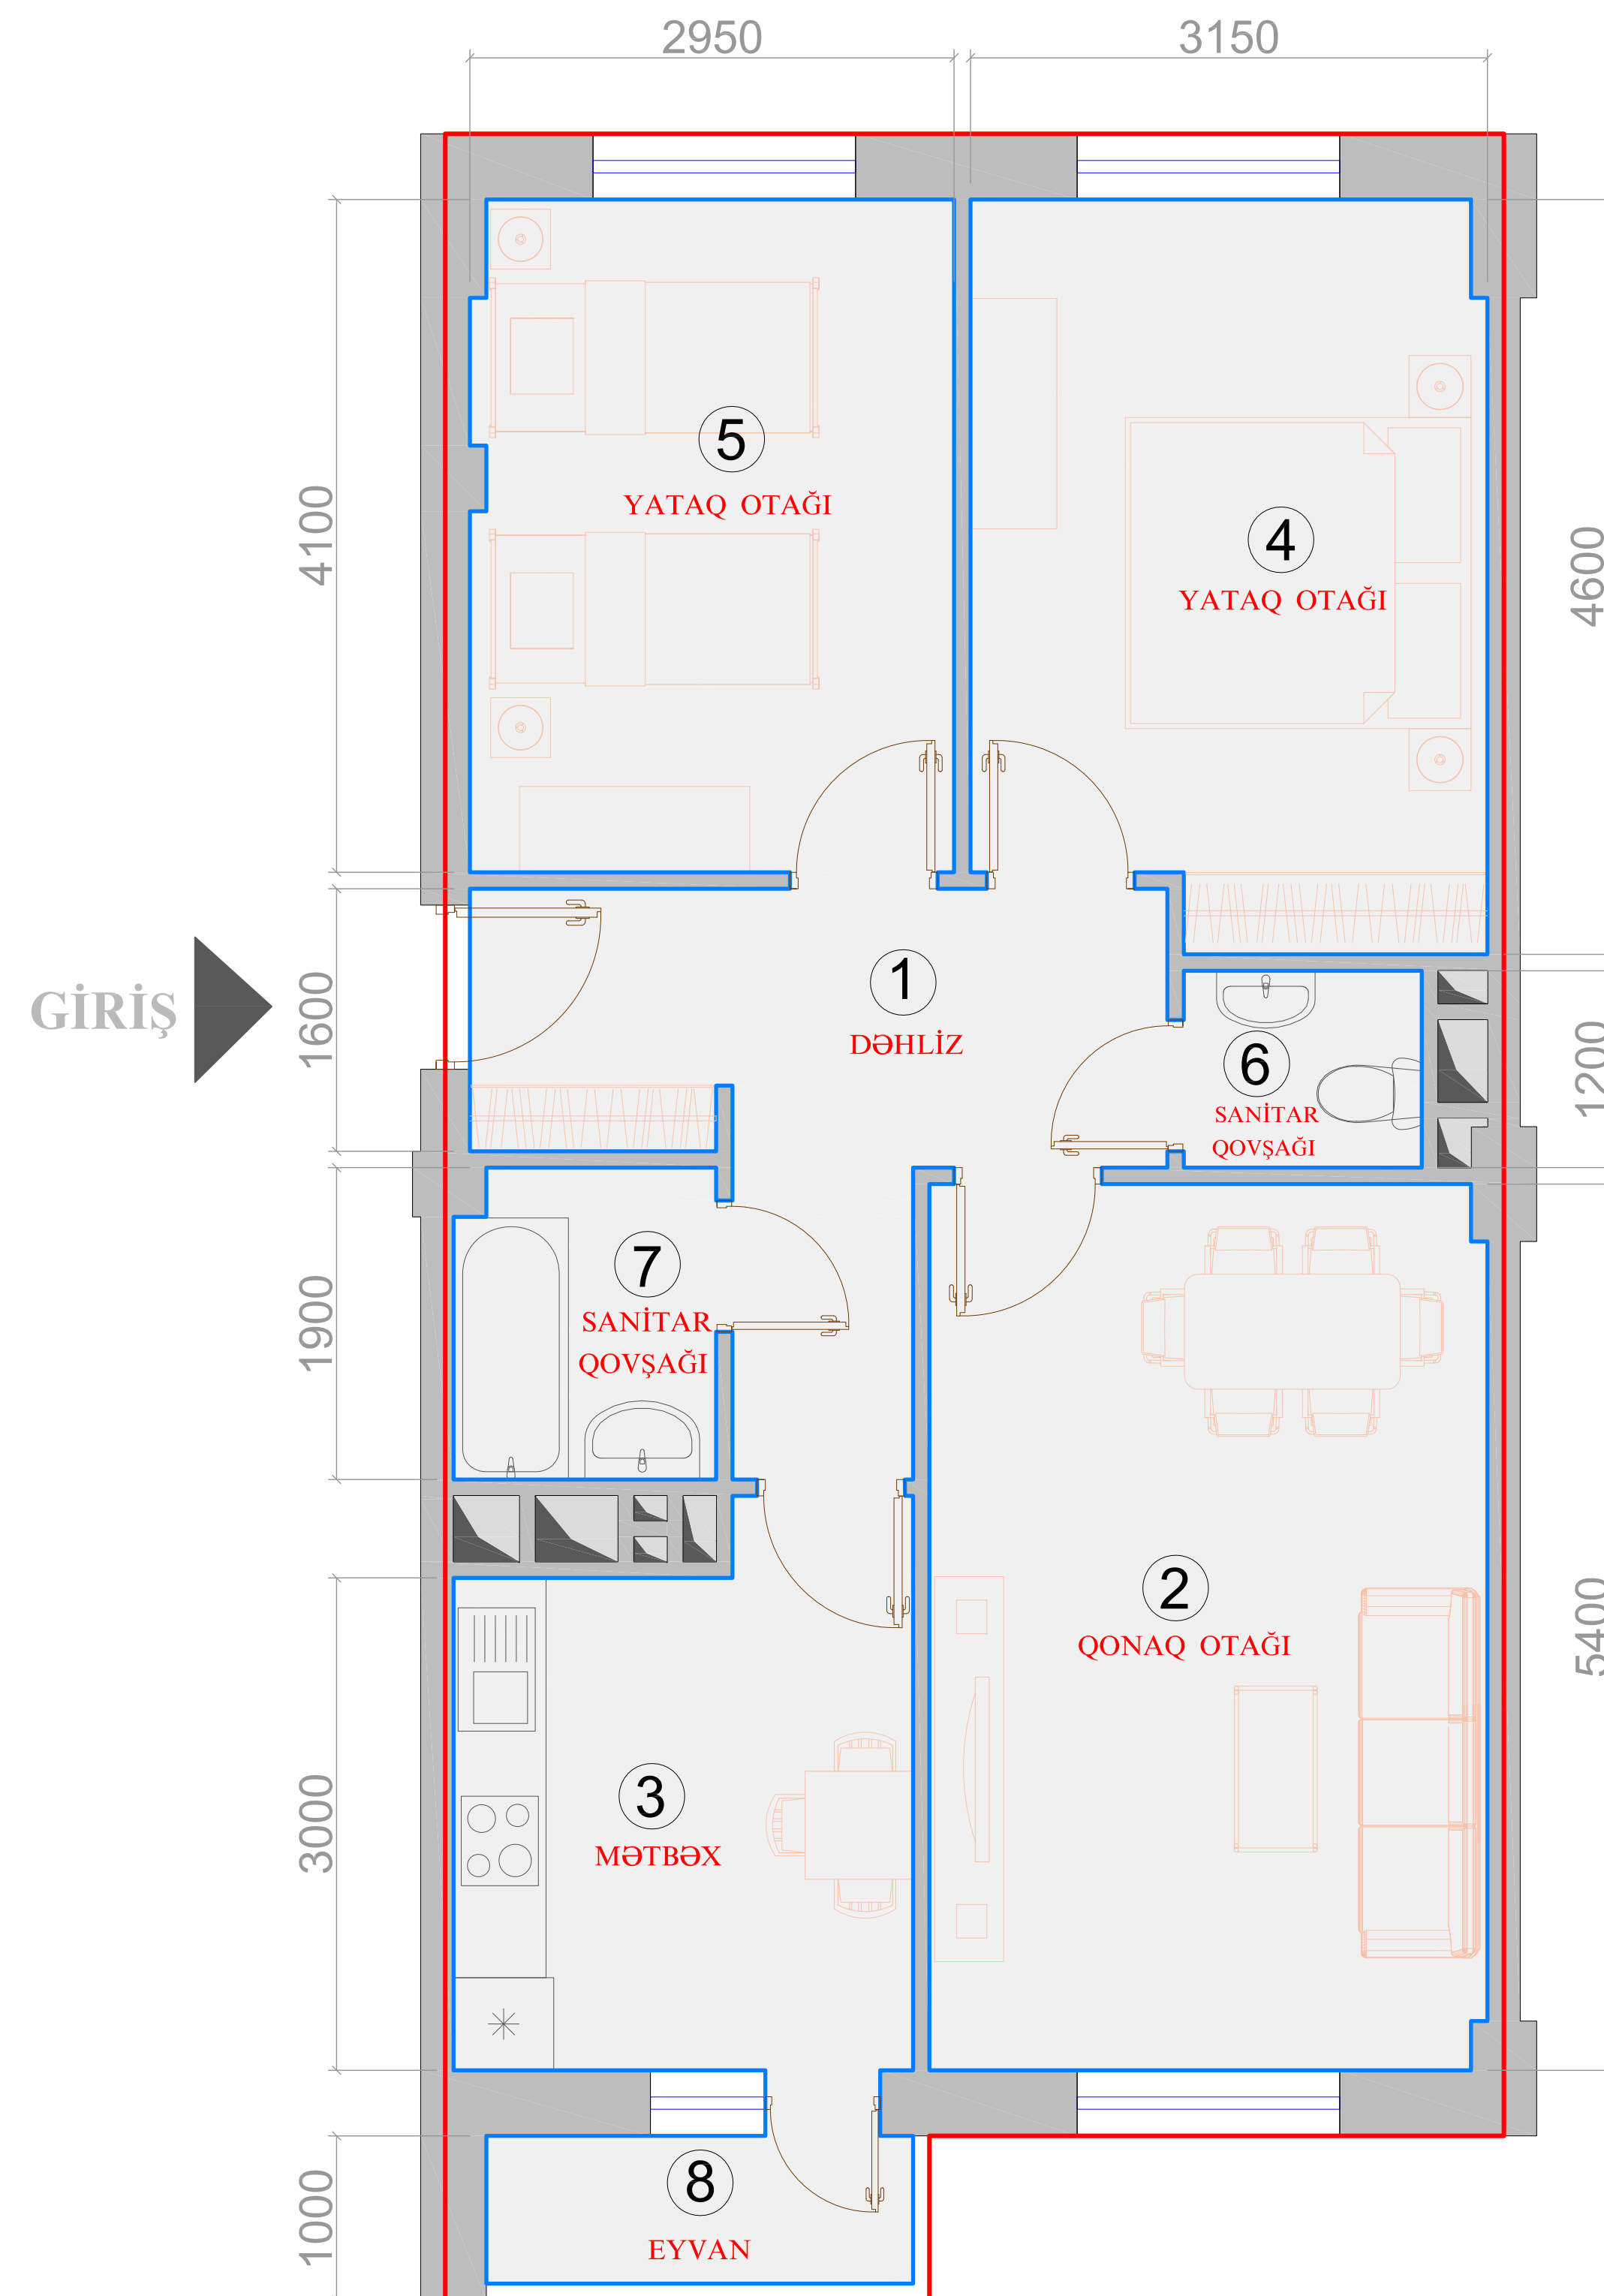 2950
3150
4100
4600
5
YATAQ OTAĞI
4
YATAQ OTAĞI
GİRİŞ
1600
1
DƏHLİZ
6
SANİTAR
QOVŞAĞI
1200
1900
7
SANİTAR
QOVŞAĞI
2
QONAQ OTAĞI
5400
3000
3
MƏTBƏX
1000
8
EYVAN